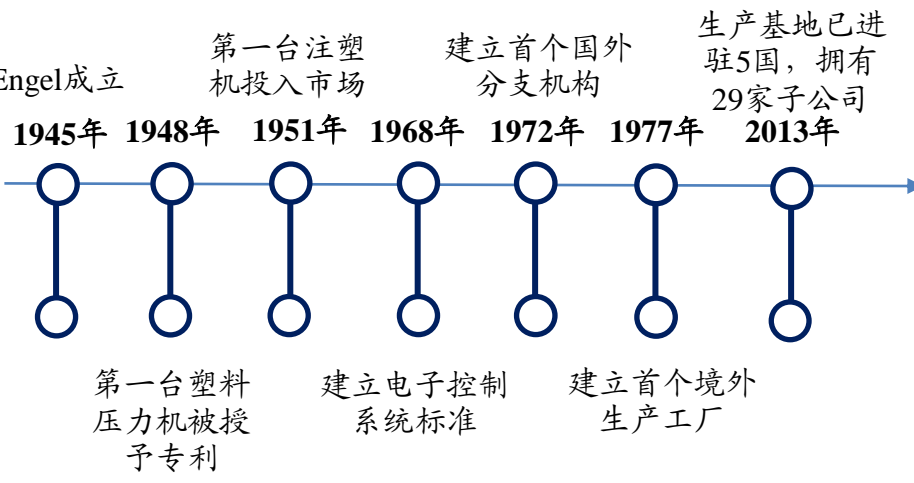 Engel成立
第一台注塑
机投入市场
建立首个国外
分支机构
生产基地已进
驻5国，拥有
29家子公司
1945年 1948年 1951年 1968年 1972年 1977年 2013年
第一台塑料
压力机被授
予专利
建立电子控制
系统标准
建立首个境外
生产工厂